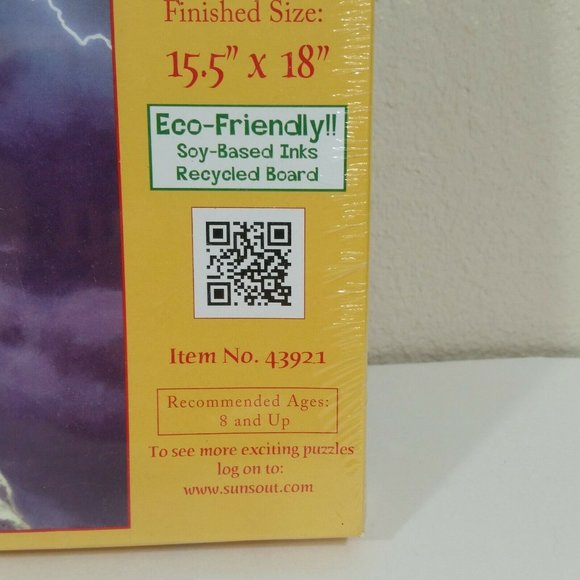 Finished Size:
15.5" x 18"
Eco-Friendly!!
Soy-Based Inks
Recycled Board
Item No. 43921
Recommended Ages:
8 and Up
To see more exciting puzzles
log on to:
www.sunsout.com